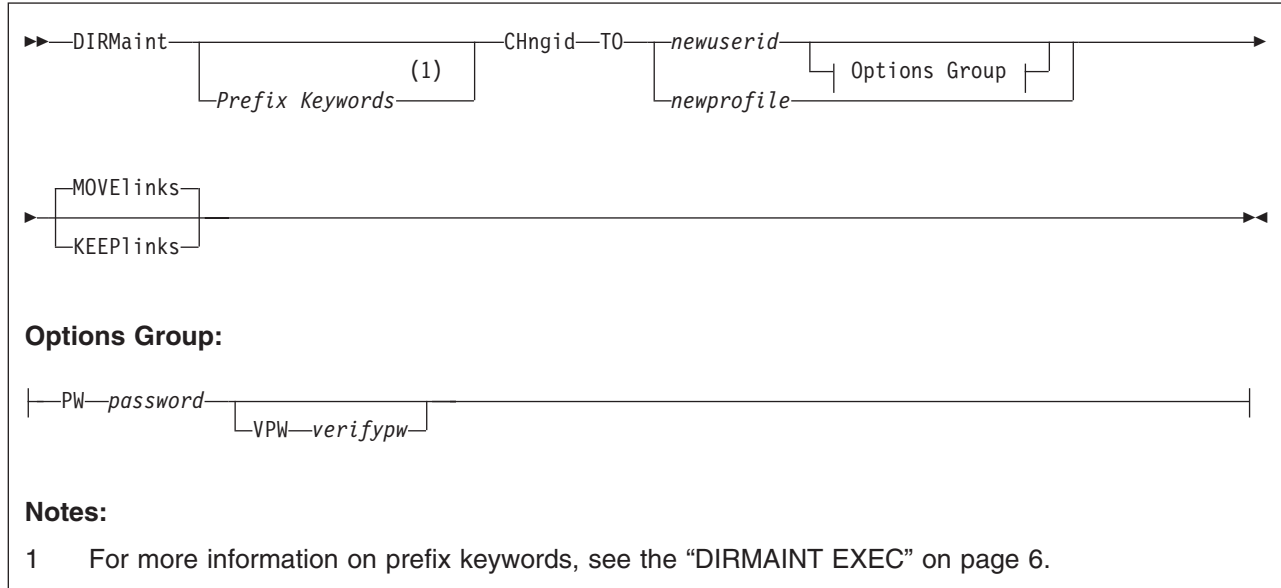 DIRMaint CHngid TO newuserid
(1) Options Group
Prefix Keywords newprofile
MOVElinks
KEEPlinks
Options Group:
PW password
VPW verifypw
Notes:
1 For more information on prefix keywords, see the “DIRMAINT EXEC” on page 6.